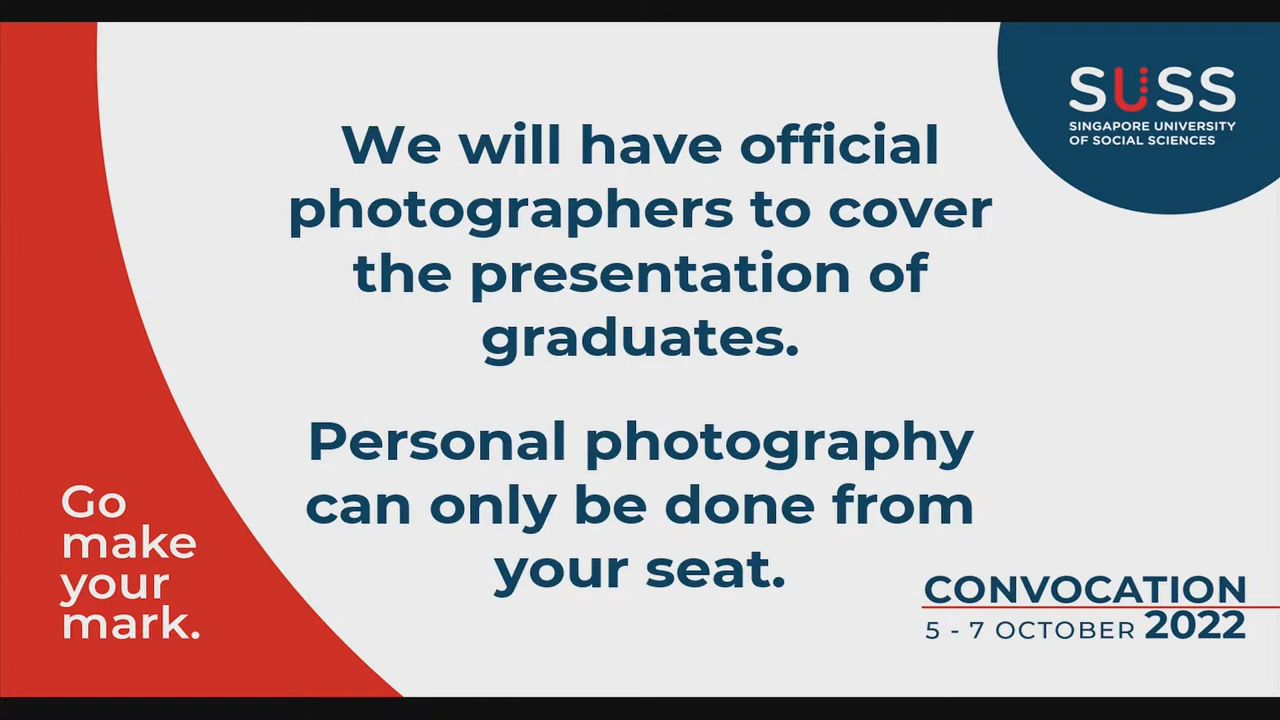 SUSS
SINGAPORE UNIVERSITY
OF SOCIAL SCIENCES
We will have official
photographers to cover
the presentation of
graduates.
Personal photography
can only be done from
your seat.
Go
make
your
mark.
CONVOCATION
5 - 7 OCTOBER 2022